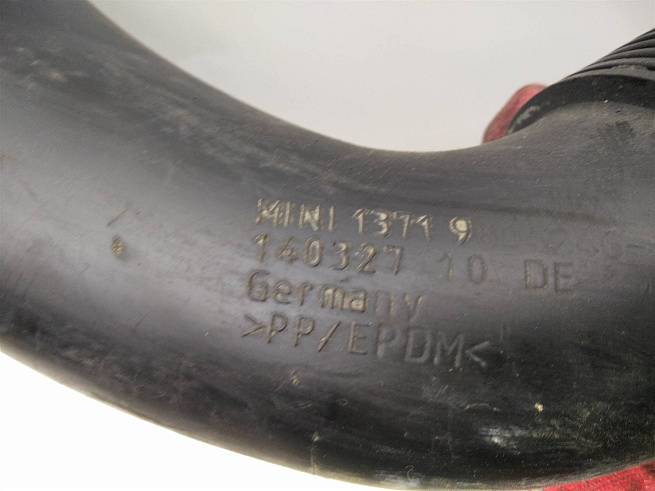 MINI 1371 9
140327 10 DE
Germany
>PP/EPDM<